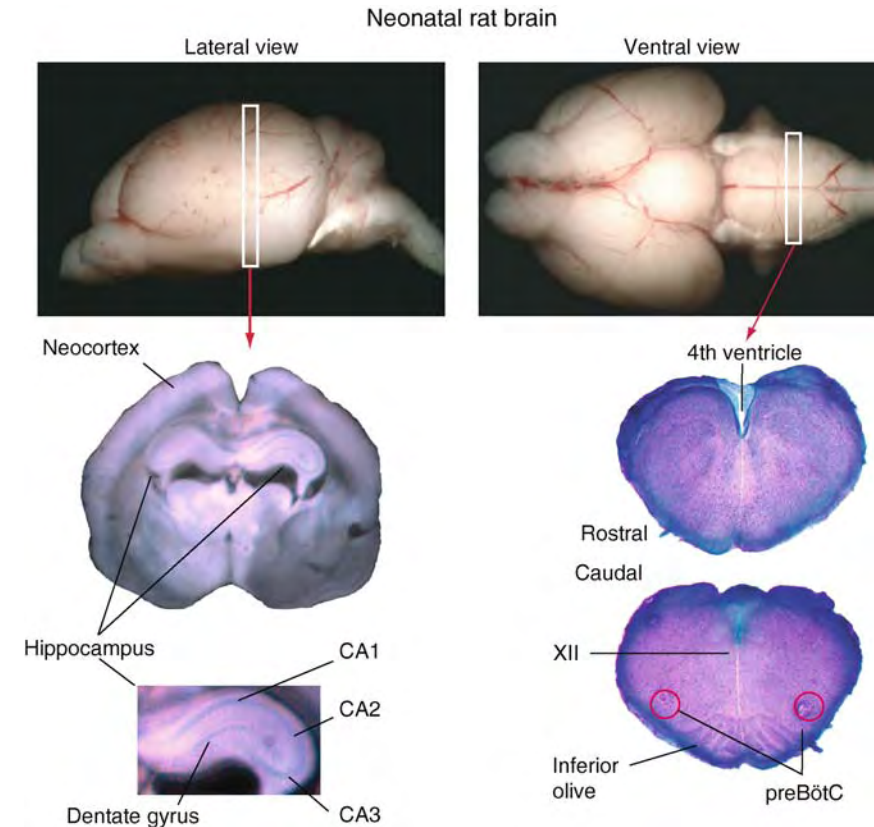 Neonatal rat brain
Lateral view
Ventral view
Neocortex
4th ventricle
Rostral
Caudal
Hippocampus
CA1
XII
CA2
Inferior
olive
preBötC
Dentate gyrus
CA3